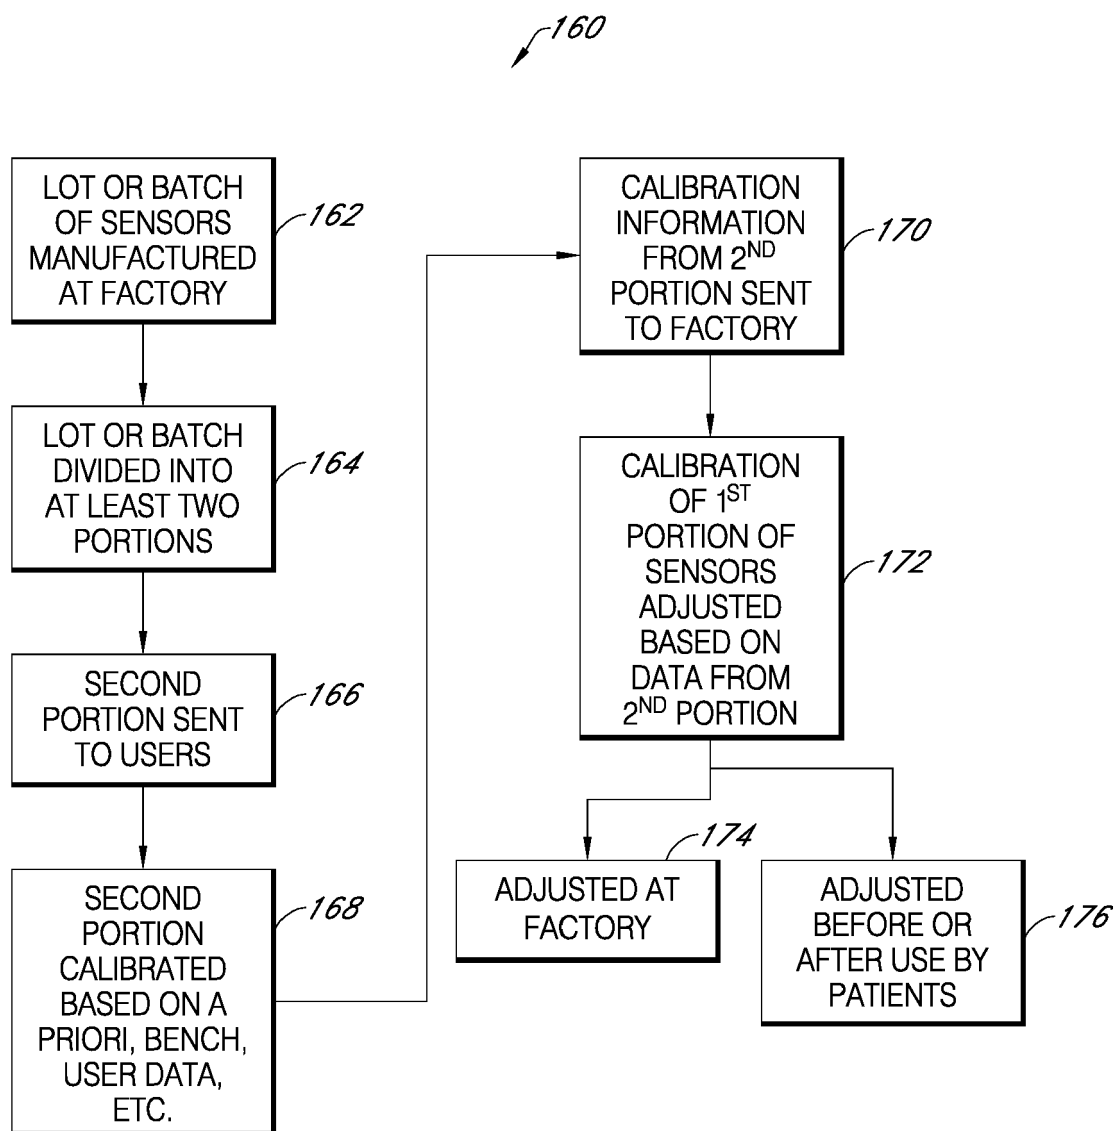 160
LOT OR BATCH
OF SENSORS
MANUFACTURED
AT FACTORY
162
LOT OR BATCH
DIVIDED INTO
AT LEAST TWO
PORTIONS
164
SECOND
PORTION SENT
TO USERS
166
SECOND
PORTION
CALIBRATED
BASED ON A
PRIORI, BENCH,
USER DATA,
ETC.
168
CALIBRATION
INFORMATION
FROM 2ND
PORTION SENT
TO FACTORY
170
CALIBRATION
OF 1ST
PORTION OF
SENSORS
ADJUSTED
BASED ON
DATA FROM
2ND PORTION
172
ADJUSTED AT
FACTORY
174
ADJUSTED
BEFORE OR
AFTER USE BY
PATIENTS
176